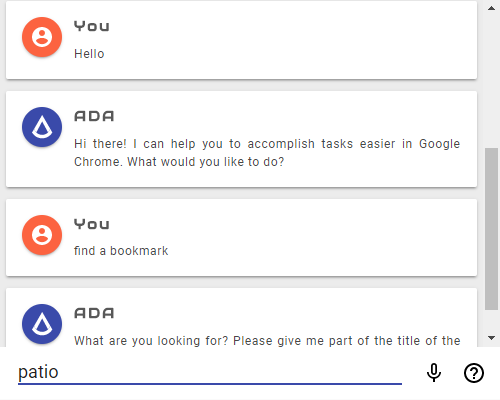 You
Hello
ADA
Hi there! I can help you to accomplish tasks easier in Google
Chrome. What would you like to do?
You
find a bookmark
ADA
What are you looking for? Please give me part of the title of the
patio